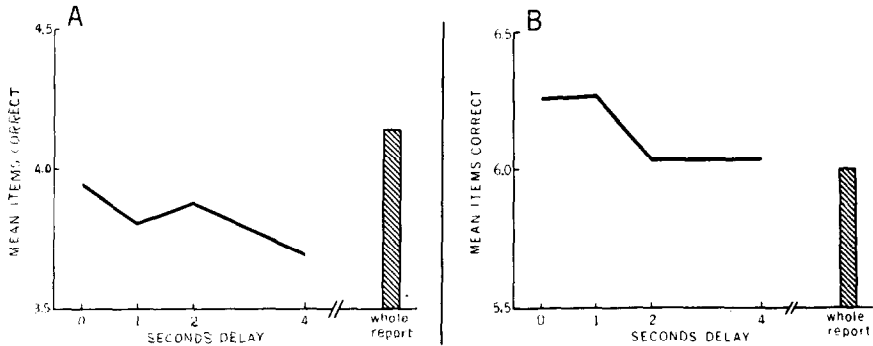 A
4.5
4.0
3.5
MEAN ITEMS CORRECT
0 1 2 4
SECONDS DELAY
whole
report
B
6.5
6.0
5.5
MEAN ITEMS CORRECT
0 1 2 4
SECONDS DELAY
whole
report